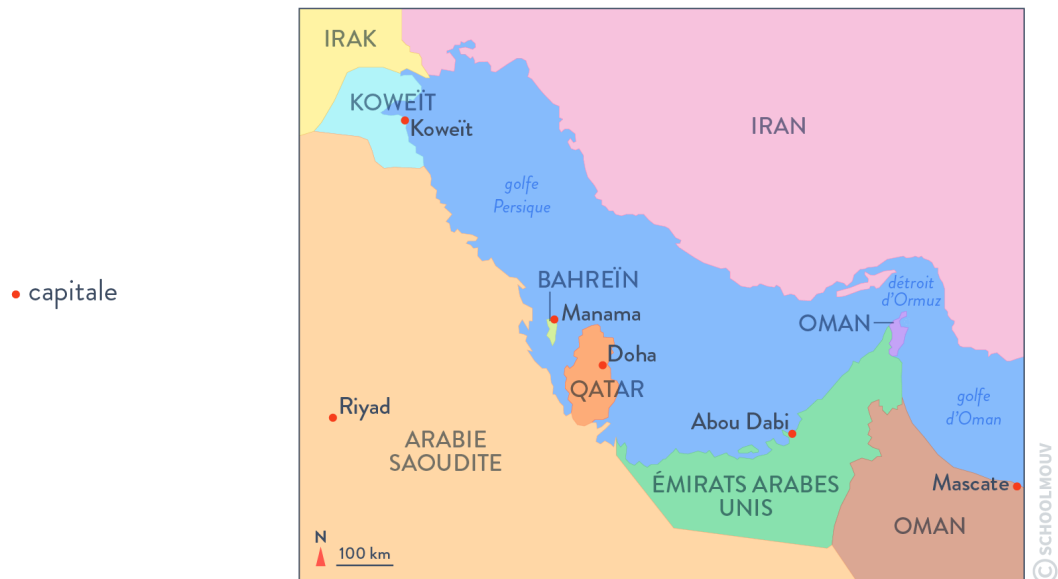 IRAK
KOWEÏT
Koweït
IRAN
golfe
Persique
BAHREÏN
Manama
détroit
d'Ormuz
OMAN
Doha
QATAR
capitale
Riyad
ARABIE
SAOUDITE
Abou Dabi
golfe
d'Oman
ÉMIRATS ARABES
UNIS
Mascate
OMAN
N
100 km
© SCHOOLMOUV